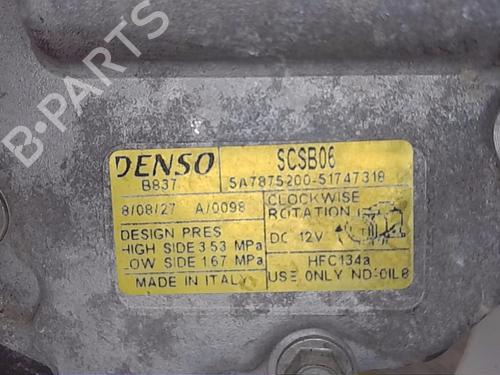 B-PARTS
DENSO
B837
SCSB06
5A7875200-51747318
8/08/27 A/0098
CLOCKWISE
ROTATION
DESIGN PRES
HIGH SIDE 3.53 MPa
LOW SIDE 1.67 MPa
DC 12V
HFC134a
MADE IN ITALY
USE ONLY ND-OIL8